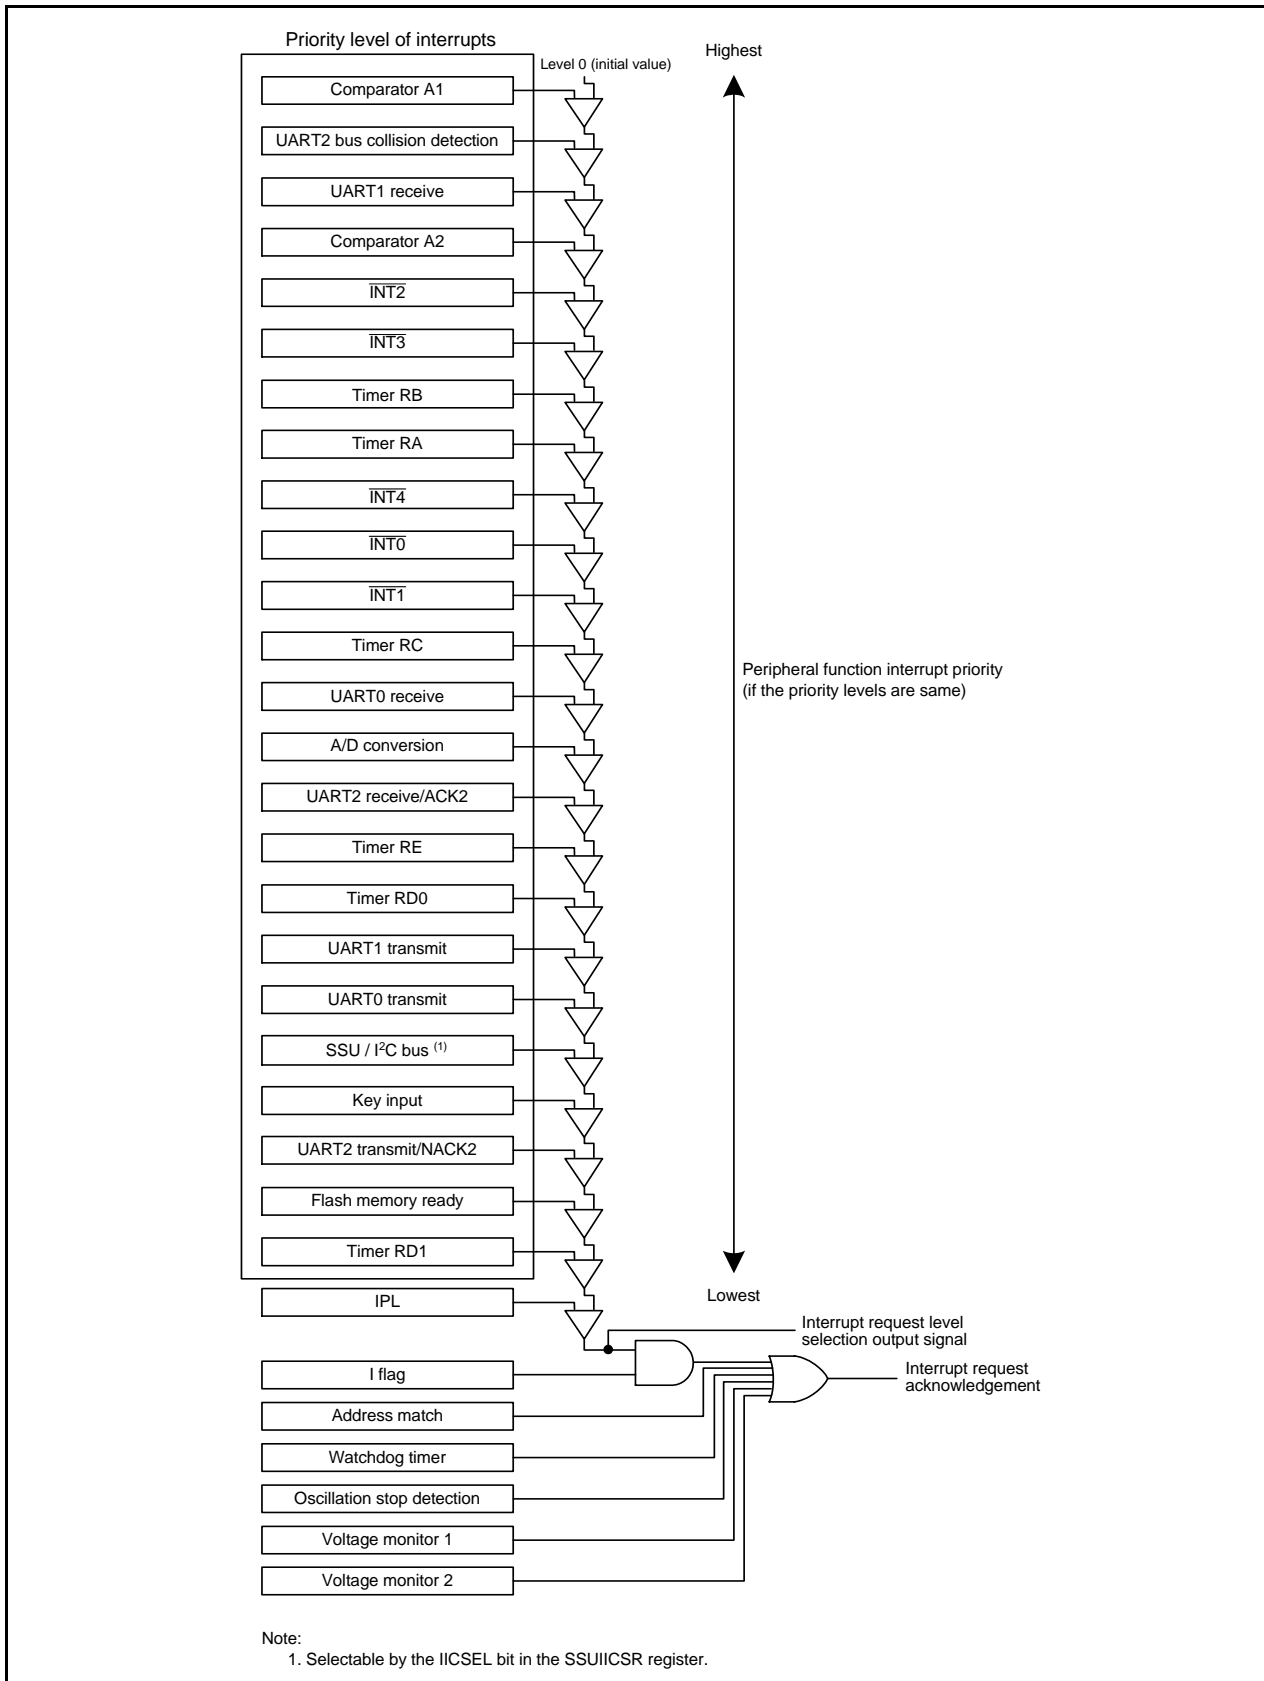 Priority level of interrupts
Level 0 (initial value)
Highest
Comparator A1
UART2 bus collision detection
UART1 receive
Comparator A2
INT2
INT3
Timer RB
Timer RA
INT4
INT0
INT1
Timer RC
Peripheral function interrupt priority
(if the priority levels are same)
UART0 receive
A/D conversion
UART2 receive/ACK2
Timer RE
Timer RD0
UART1 transmit
UART0 transmit
SSU / I²C bus (1)
Key input
UART2 transmit/NACK2
Flash memory ready
Timer RD1
Lowest
IPL
Interrupt request level
selection output signal
I flag
Interrupt request
acknowledgement
Address match
Watchdog timer
Oscillation stop detection
Voltage monitor 1
Voltage monitor 2
Note:
1. Selectable by the IICSEL bit in the SSUIICSR register.